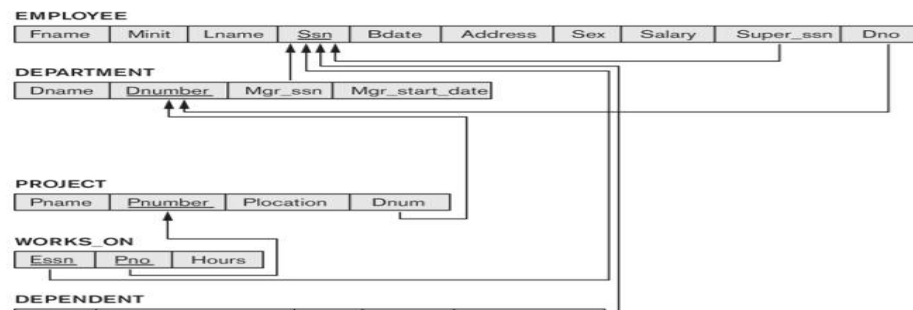 EMPLOYEE
Fname Minit Lname Ssn Bdate Address Sex Salary Super_ssn Dno
DEPARTMENT
Dname Dnumber Mgr_ssn Mgr_start_date
PROJECT
Pname Pnumber Plocation Dnum
WORKS_ON
Essn Pno Hours
DEPENDENT